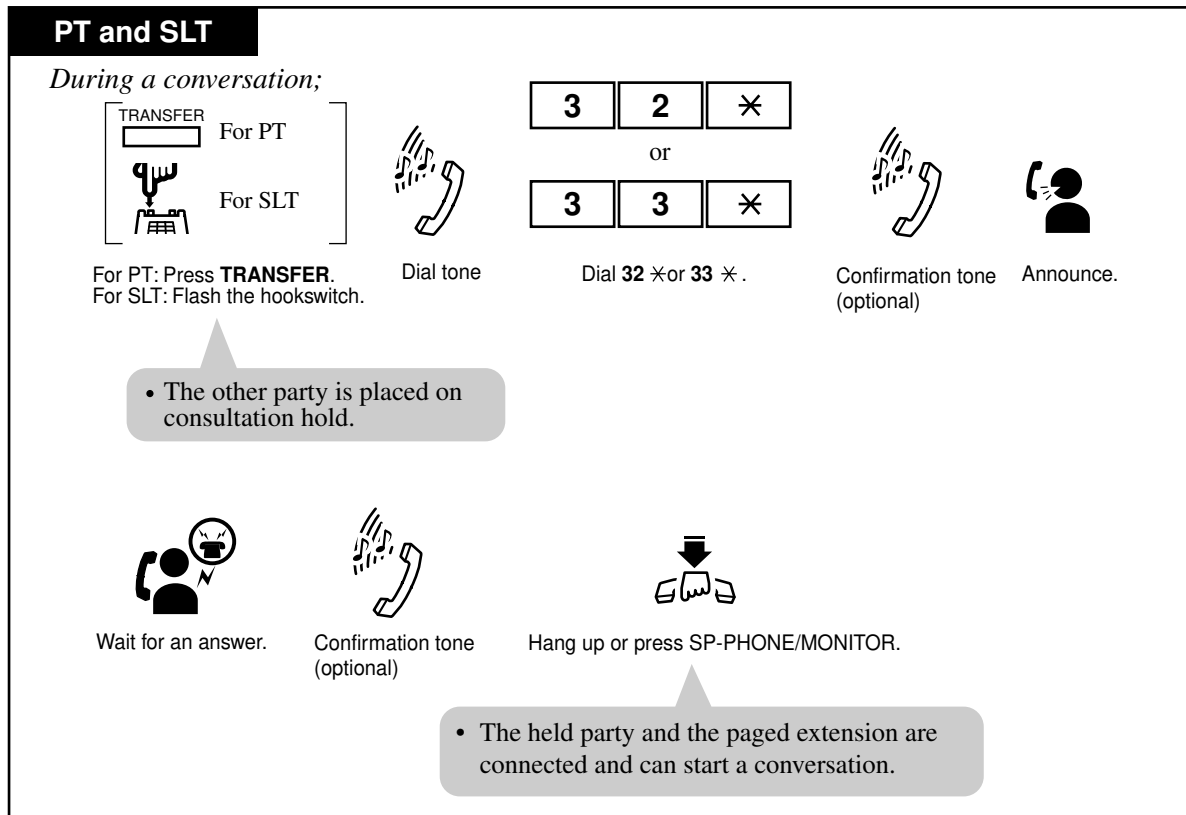 PT and SLT
During a conversation;
TRANSFER
For PT
For SLT
3 2 ✳
or
3 3 ✳
For PT: Press TRANSFER.
For SLT: Flash the hookswitch.
Dial tone
Dial 32 ✳ or 33 ✳ .
Confirmation tone
(optional)
Announce.
• The other party is placed on
consultation hold.
Wait for an answer.
Confirmation tone
(optional)
Hang up or press SP-PHONE/MONITOR.
• The held party and the paged extension are
connected and can start a conversation.